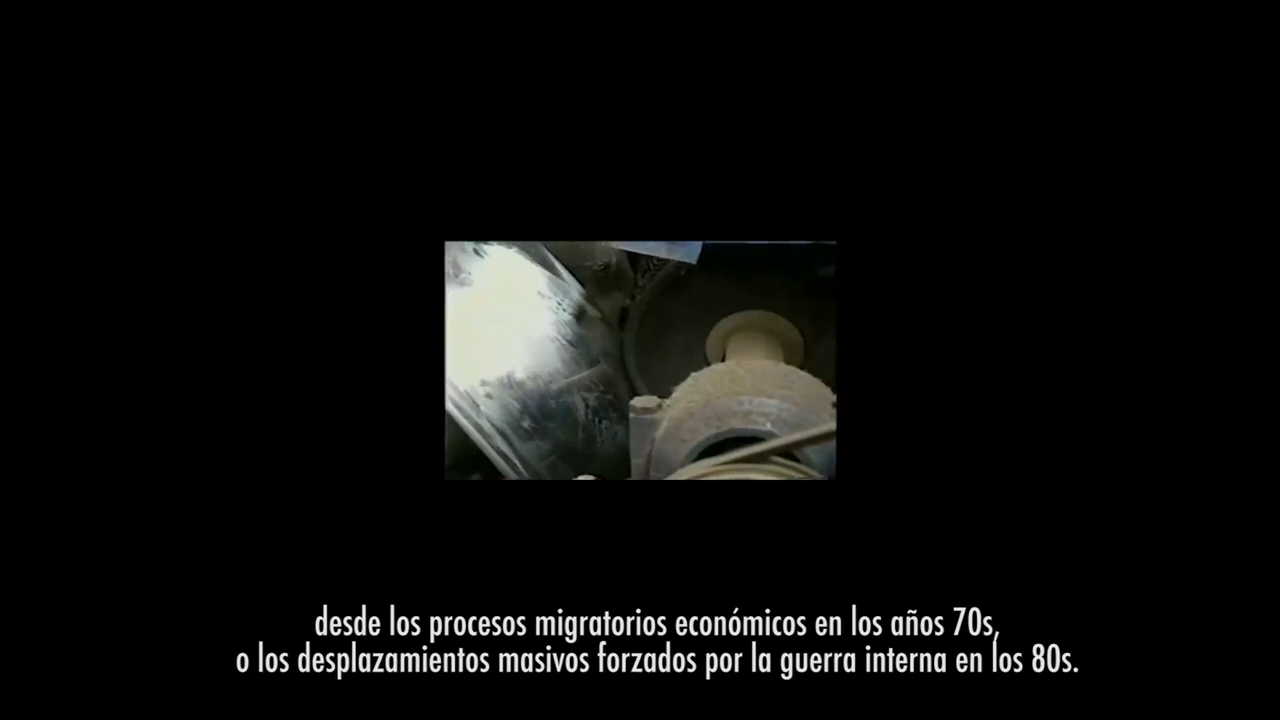 desde los procesos migratorios económicos en los años 70s,
o los desplazamientos masivos forzados por la guerra interna en los 80s.